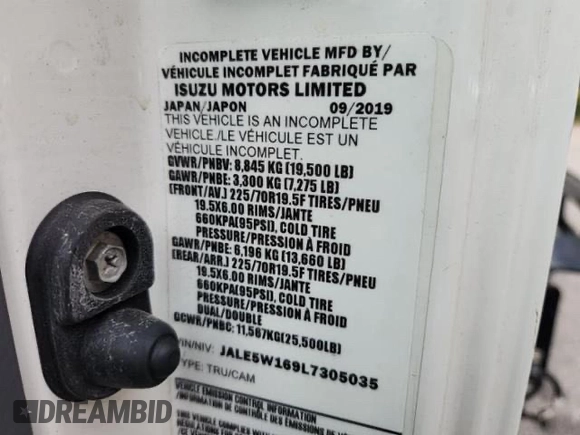 INCOMPLETE VEHICLE MFD BY/
VÉHICULE INCOMPLET FABRIQUÉ PAR
ISUZU MOTORS LIMITED
JAPAN/JAPON 09/2019
THIS VEHICLE IS AN INCOMPLETE
VEHICLE./LE VÉHICULE EST UN
VÉHICULE INCOMPLET.
GVWR/PNBV: 8,845 KG (19,500 LB)
GAWR/PNBE: 3,300 KG (7,275 LB)
(FRONT/AV.) 225/70R19.5F TIRES/PNEU
19.5X6.00 RIMS/JANTE
660KPA(95PSI), COLD TIRE
PRESSURE/PRESSION À FROID
GAWR/PNBE: 6,196 KG (13,660 LB)
(REAR/ARR.) 225/70R19.5F TIRES/PNEU
19.5X6.00 RIMS/JANTE
660KPA(95PSI), COLD TIRE
PRESSURE/PRESSION À FROID
DUAL/DOUBLE
GCWR/PNBC: 11,567KG(25,500LB)
VIN/NIV: JALE5W169L7305035
TYPE: TRU/CAM
VEHICLE EMISSION CONTROL INFORMATION
DREAMBID